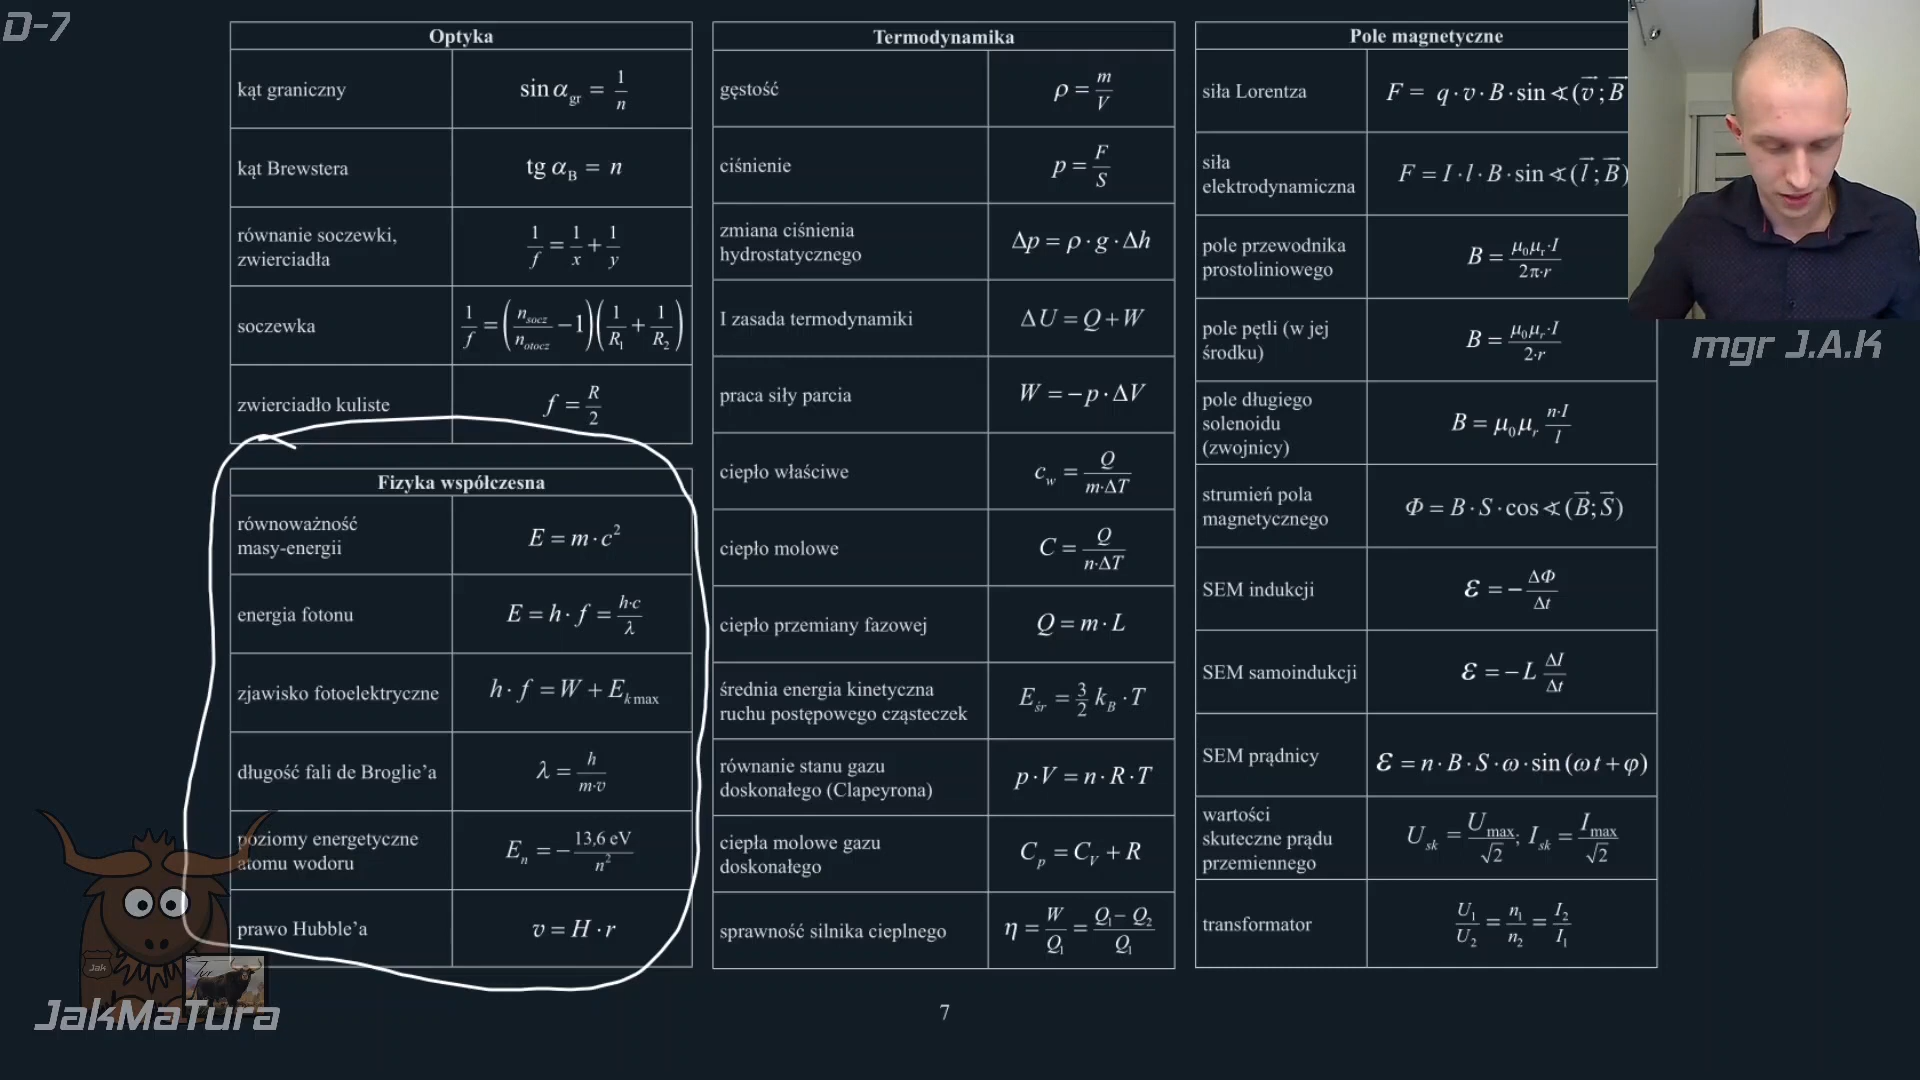 D-7
Optyka
kąt graniczny sin α_gr = 1/n
kąt Brewstera tg α_B = n
równanie soczewki,
zwierciadła 1/f = 1/x + 1/y
soczewka 1/f = (n_socz/n_otocz − 1)(1/R₁ + 1/R₂)
zwierciadło kuliste f = R/2
Fizyka współczesna
równoważność
masy-energii E = m · c²
energia fotonu E = h · f = h·c/λ
zjawisko fotoelektryczne h · f = W + E_k max
długość fali de Broglie’a λ = h/m·v
poziomy energetyczne
atomu wodoru E_n = − 13,6 eV/n²
prawo Hubble’a v = H · r
Termodynamika
gęstość ρ = m/V
ciśnienie p = F/S
zmiana ciśnienia
hydrostatycznego Δp = ρ · g · Δh
I zasada termodynamiki ΔU = Q + W
praca siły parcia W = −p · ΔV
ciepło właściwe c_w = Q/m·ΔT
ciepło molowe C = Q/n·ΔT
ciepło przemiany fazowej Q = m · L
średnia energia kinetyczna
ruchu postępowego cząsteczek E_śr = 3/2 k_B · T
równanie stanu gazu
doskonałego (Clapeyrona) p · V = n · R · T
ciepła molowe gazu
doskonałego C_p = C_V + R
sprawność silnika cieplnego η = W/Q₁ = Q₁ − Q₂/Q₁
Pole magnetyczne
siła Lorentza F = q · v · B · sin ∢(v⃗ ; B⃗
siła
elektrodynamiczna F = I · l · B · sin ∢(l⃗ ; B⃗)
pole przewodnika
prostoliniowego B = μ₀μ_r·I/2π·r
pole pętli (w jej
środku) B = μ₀μ_r·I/2·r
pole długiego
solenoidu
(zwojnicy) B = μ₀μ_r n·I/l
strumień pola
magnetycznego Φ = B · S · cos ∢(B⃗; S⃗)
SEM indukcji ℰ = − ΔΦ/Δt
SEM samoindukcji ℰ = −L ΔI/Δt
SEM prądnicy ℰ = n · B · S · ω · sin (ω t + φ)
wartości
skuteczne prądu
przemiennego U_sk = U_max/√2; I_sk = I_max/√2
transformator U₁/U₂ = n₁/n₂ = I₂/I₁
mgr J.A.K
Jak
Tur
JakMaTura
7